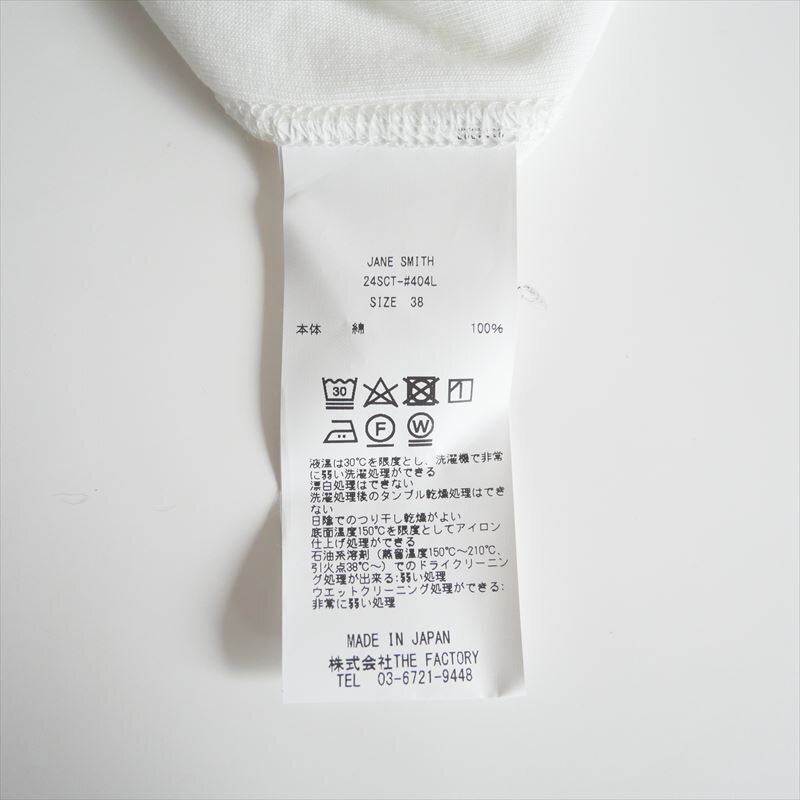 JANE SMITH
24SCT-#404L
SIZE 38
本体 綿 100%
30
F W
液温は30℃を限度とし、洗濯機で非常
に弱い洗濯処理ができる
漂白処理はできない
洗濯処理後のタンブル乾燥処理はでき
ない
日陰でのつり干し乾燥がよい
底面温度150℃を限度としてアイロン
仕上げ処理ができる
石油系溶剤（蒸留温度150℃〜210℃、
引火点38℃〜）でのドライクリーニン
グ処理が出来る:弱い処理
ウエットクリーニング処理ができる:
非常に弱い処理
MADE IN JAPAN
株式会社THE FACTORY
TEL 03-6721-9448